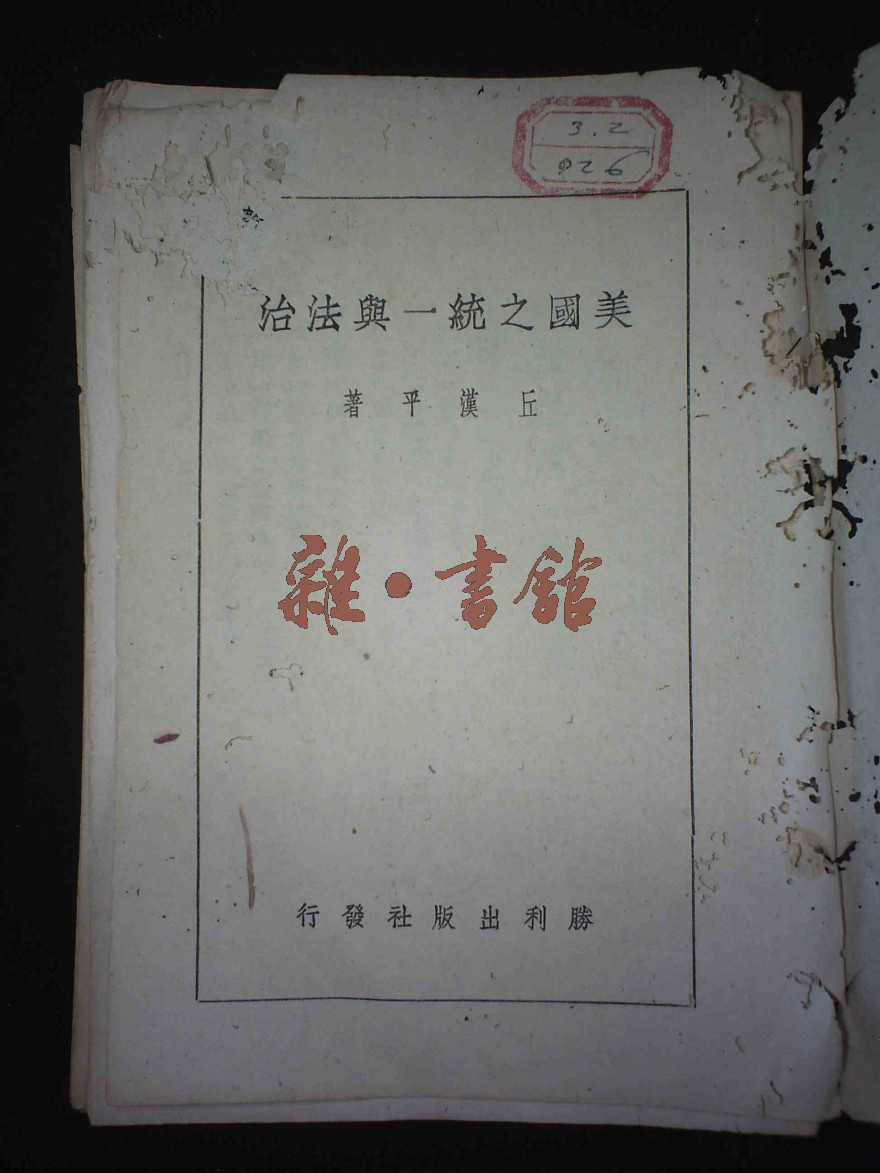 3.2
美國之統一與法治
丘漢平著
雜·書館
勝利出版社發行